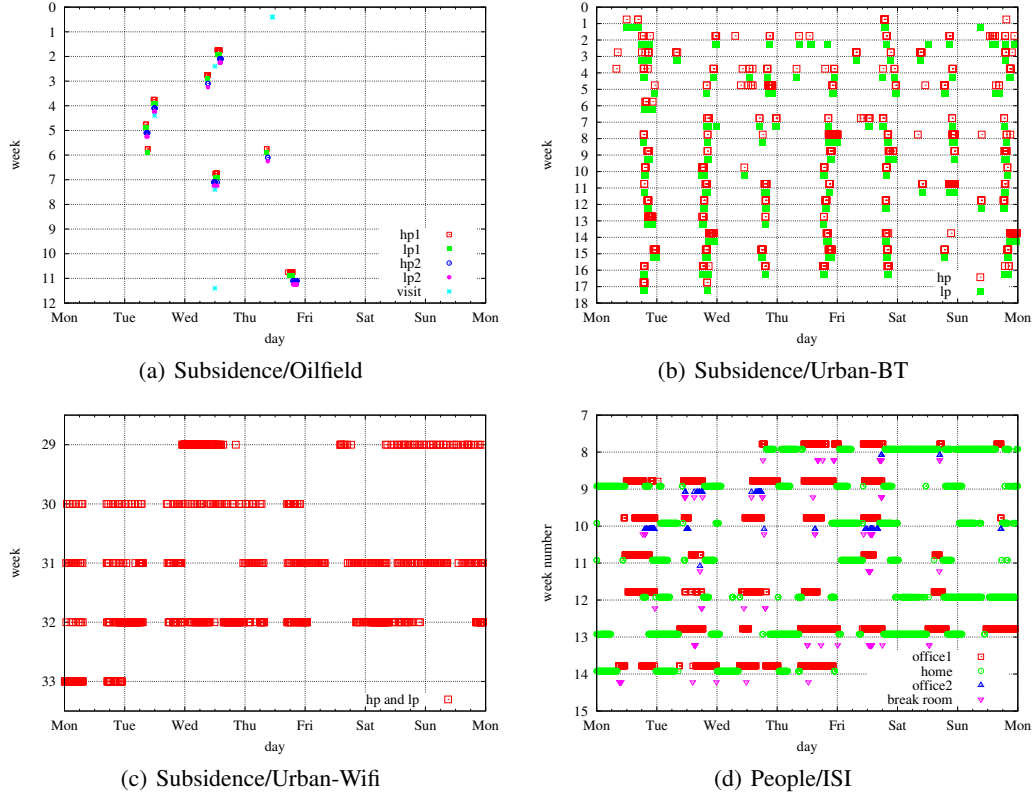 0
1
2
3
4
5
6
7
8
9
10
11
12
week
hp1
lp1
hp2
lp2
visit
Mon Tue Wed Thu Fri Sat Sun Mon
day
(a) Subsidence/Oilfield
0
1
2
3
4
5
6
7
8
9
10
11
12
13
14
15
16
17
18
week
hp
lp
Mon Tue Wed Thu Fri Sat Sun Mon
day
(b) Subsidence/Urban-BT
29
30
31
32
33
week
hp and lp
Mon Tue Wed Thu Fri Sat Sun Mon
day
(c) Subsidence/Urban-Wifi
7
8
9
10
11
12
13
14
15
week number
office1
home
office2
break room
Mon Tue Wed Thu Fri Sat Sun Mon
day
(d) People/ISI